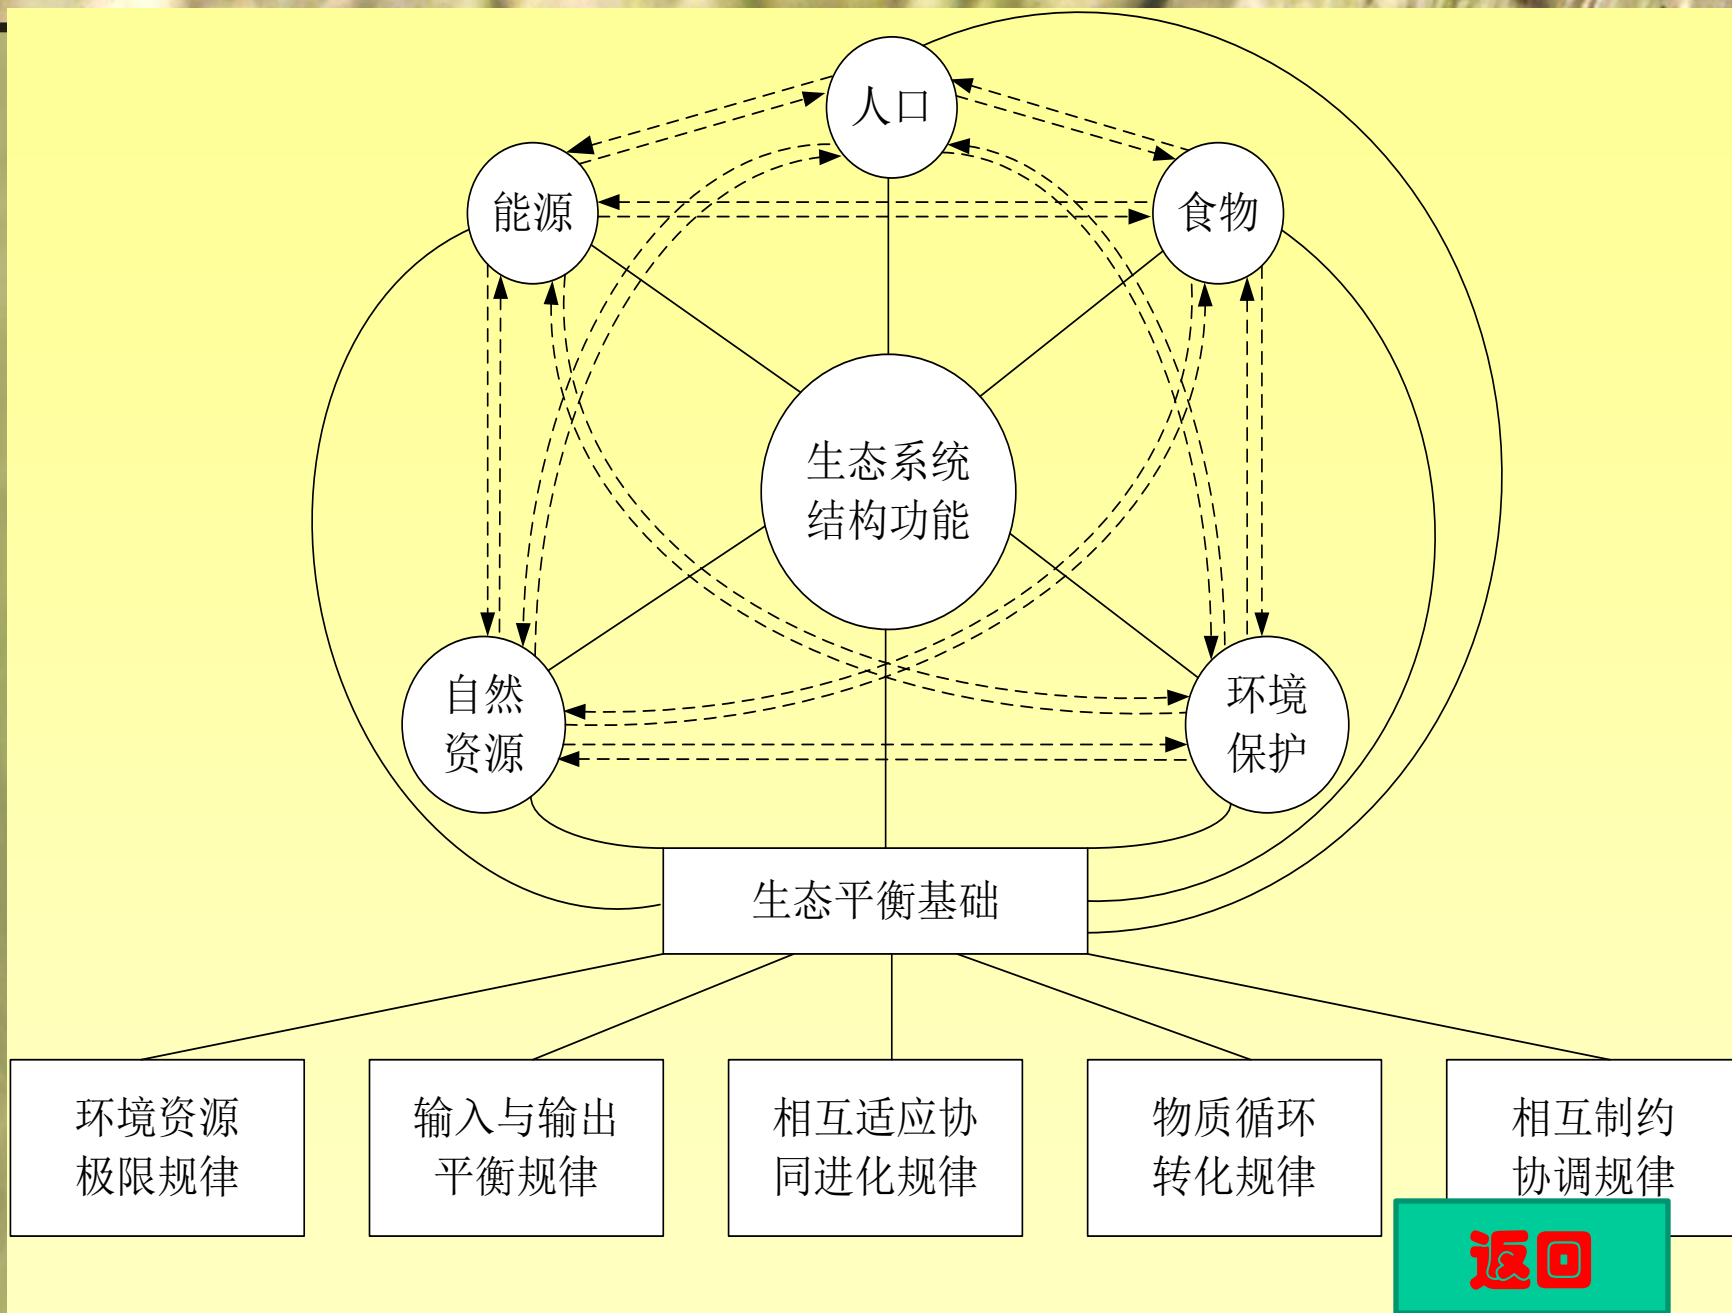 人口
能源
食物
生态系统
结构功能
自然
资源
环境
保护
生态平衡基础
环境资源
极限规律
输入与输出
平衡规律
相互适应协
同进化规律
物质循环
转化规律
相互制约
协调规律
返回